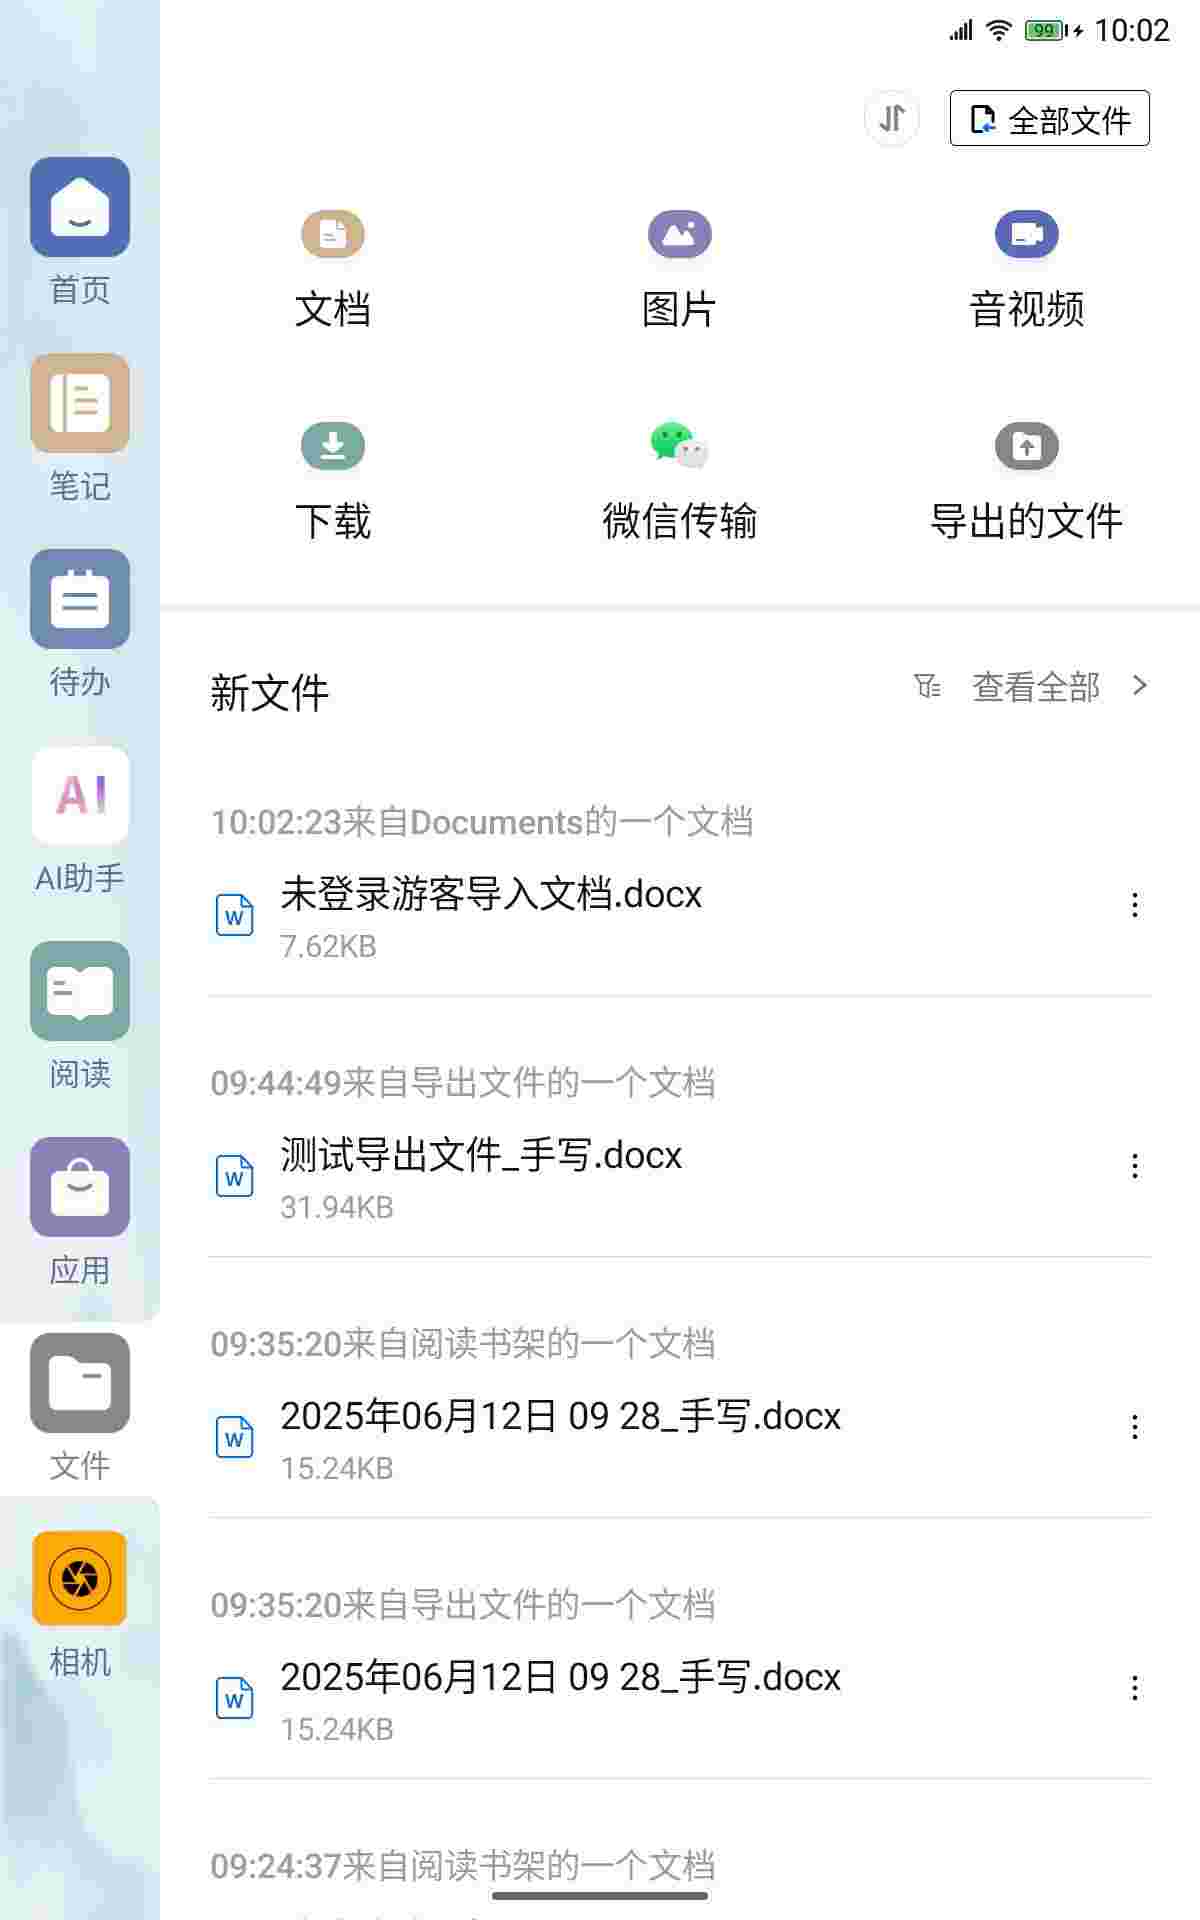 99 10:02
全部文件
首页
笔记
待办
AI
AI助手
阅读
应用
文件
相机
文档 图片 音视频
下载 微信传输 导出的文件
新文件 查看全部
10:02:23来自Documents的一个文档
W 未登录游客导入文档.docx
7.62KB
09:44:49来自导出文件的一个文档
W 测试导出文件_手写.docx
31.94KB
09:35:20来自阅读书架的一个文档
W 2025年06月12日 09 28_手写.docx
15.24KB
09:35:20来自导出文件的一个文档
W 2025年06月12日 09 28_手写.docx
15.24KB
09:24:37来自阅读书架的一个文档